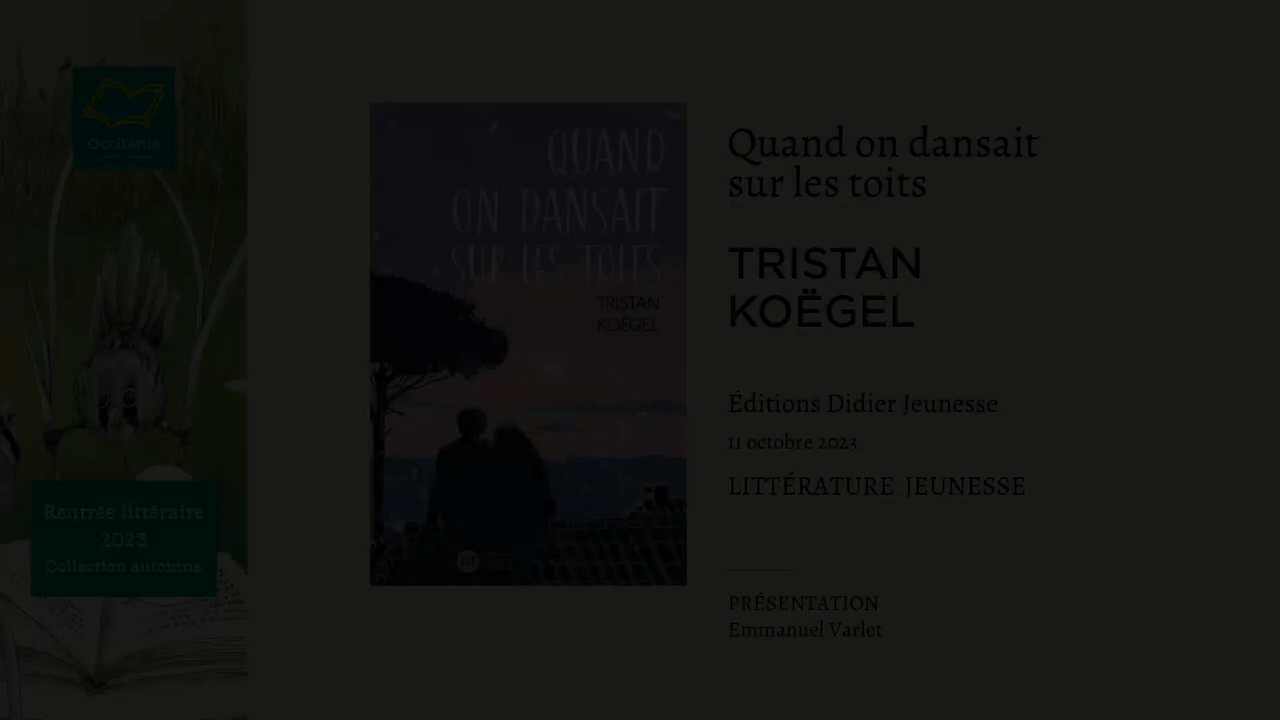 Occitanie
Rentrée littéraire
2023
Collection automne
QUAND
ON DANSAIT
SUR LES TOITS
TRISTAN
KOËGEL
Quand on dansait
sur les toits
TRISTAN
KOËGEL
Éditions Didier Jeunesse
11 octobre 2023
LITTÉRATURE JEUNESSE
PRÉSENTATION
Emmanuel Varlet